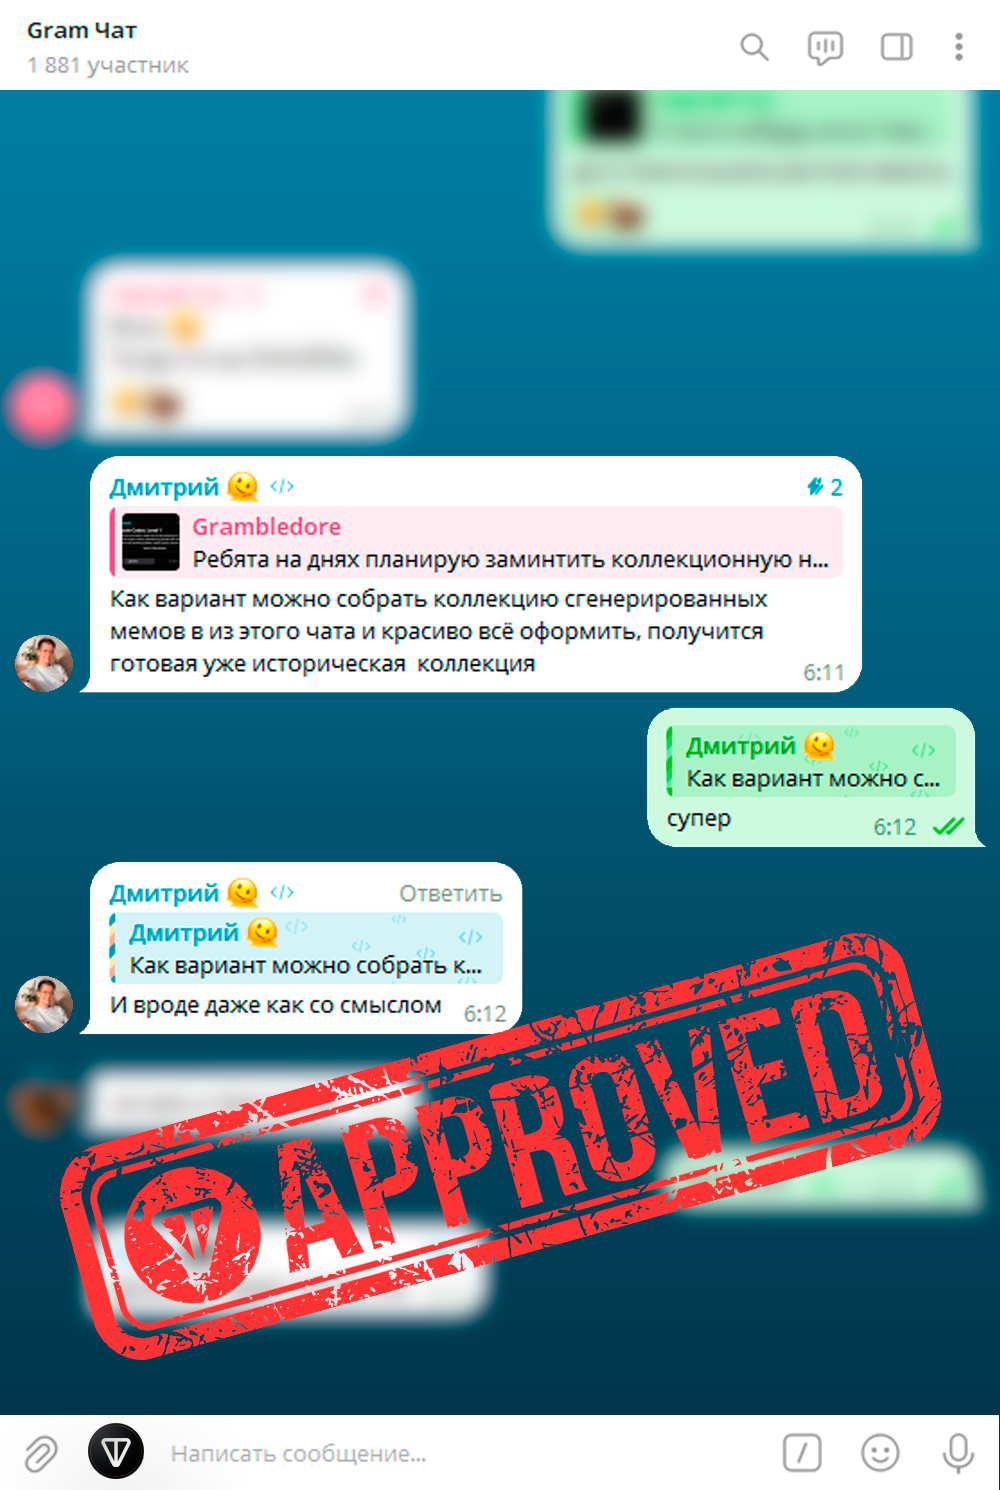 Gram Чат
1 881 участник
Дмитрий 🫠 </> 2
Grambledore
Ребята на днях планирую заминтить коллекционную н...
Как вариант можно собрать коллекцию сгенерированных
мемов в из этого чата и красиво всё оформить, получится
готовая уже историческая коллекция
6:11
Дмитрий 🫠 </>
Как вариант можно с...
супер
6:12
Дмитрий 🫠 </> Ответить
Дмитрий 🫠 </>
Как вариант можно собрать к...
И вроде даже как со смыслом
6:12
APPROVED
Написать сообщение...